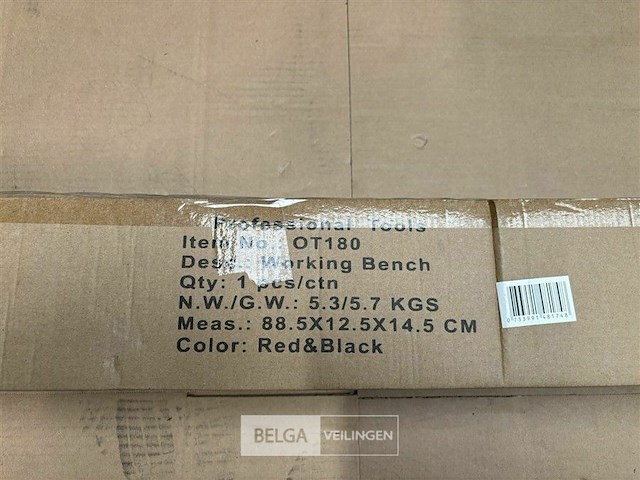 Professional Tools
Item No.: OT180
Desc.: Working Bench
Qty: 1 pcs/ctn
N.W./G.W.: 5.3/5.7 KGS
Meas.: 88.5X12.5X14.5 CM
Color: Red&Black
BELGA VEILINGEN